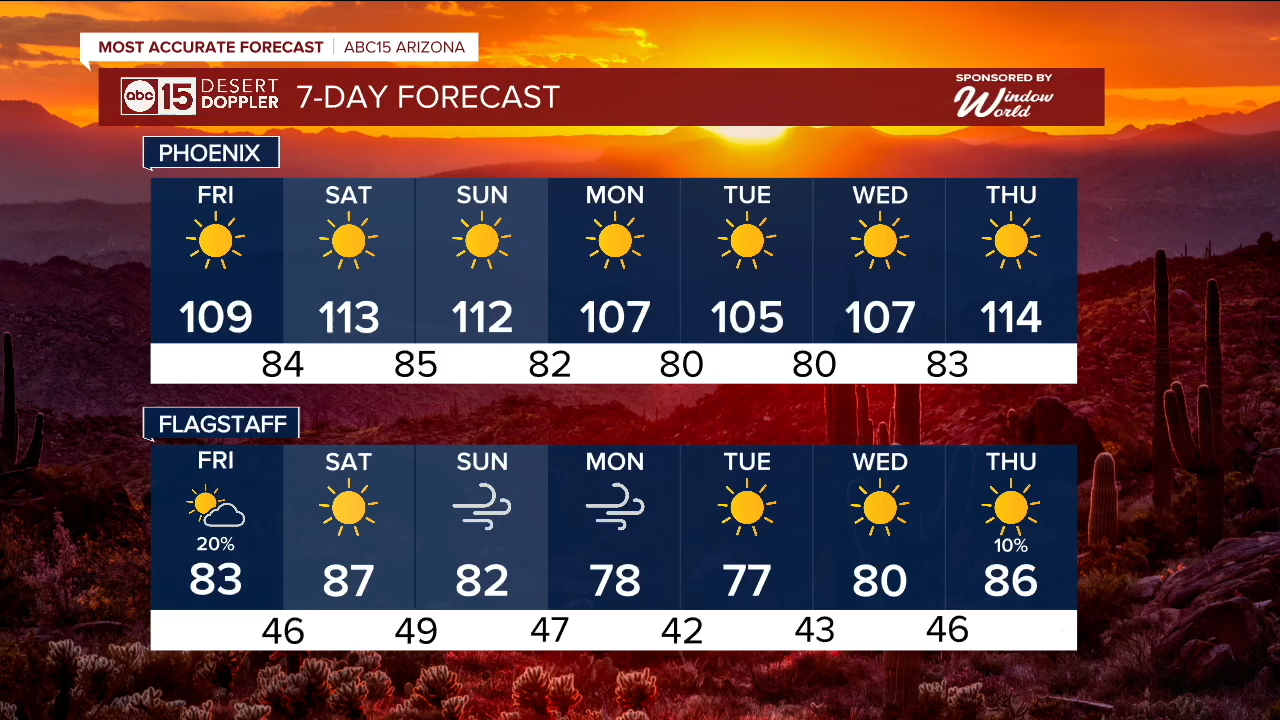 MOST ACCURATE FORECAST | ABC15 ARIZONA
abc 15 DESERT DOPPLER 7-DAY FORECAST
SPONSORED BY
Window World
PHOENIX
FRI SAT SUN MON TUE WED THU
109 113 112 107 105 107 114
84 85 82 80 80 83
FLAGSTAFF
FRI SAT SUN MON TUE WED THU
20% 10%
83 87 82 78 77 80 86
46 49 47 42 43 46